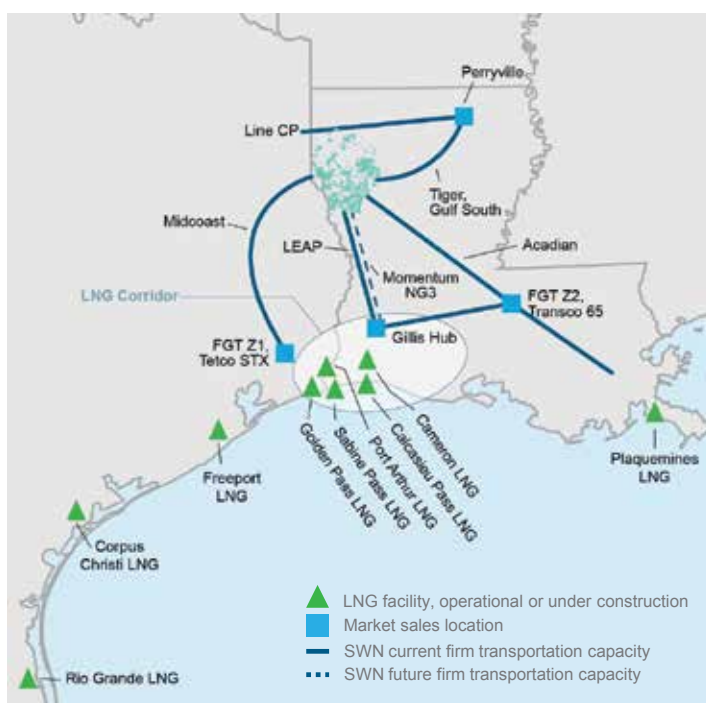 Perryville
Line CP
Tiger,
Gulf South
Midcoast
LEAP
Acadian
Momentum
NG3
LNG Corridor
FGT Z2,
Transco 65
FGT Z1,
Tetco STX
Gillis Hub
Golden Pass LNG
Sabine Pass LNG
Port Arthur LNG
Calcasieu Pass LNG
Cameron LNG
Freeport
LNG
Plaquemines
LNG
Corpus
Christi LNG
Rio Grande LNG
LNG facility, operational or under construction
Market sales location
SWN current firm transportation capacity
SWN future firm transportation capacity